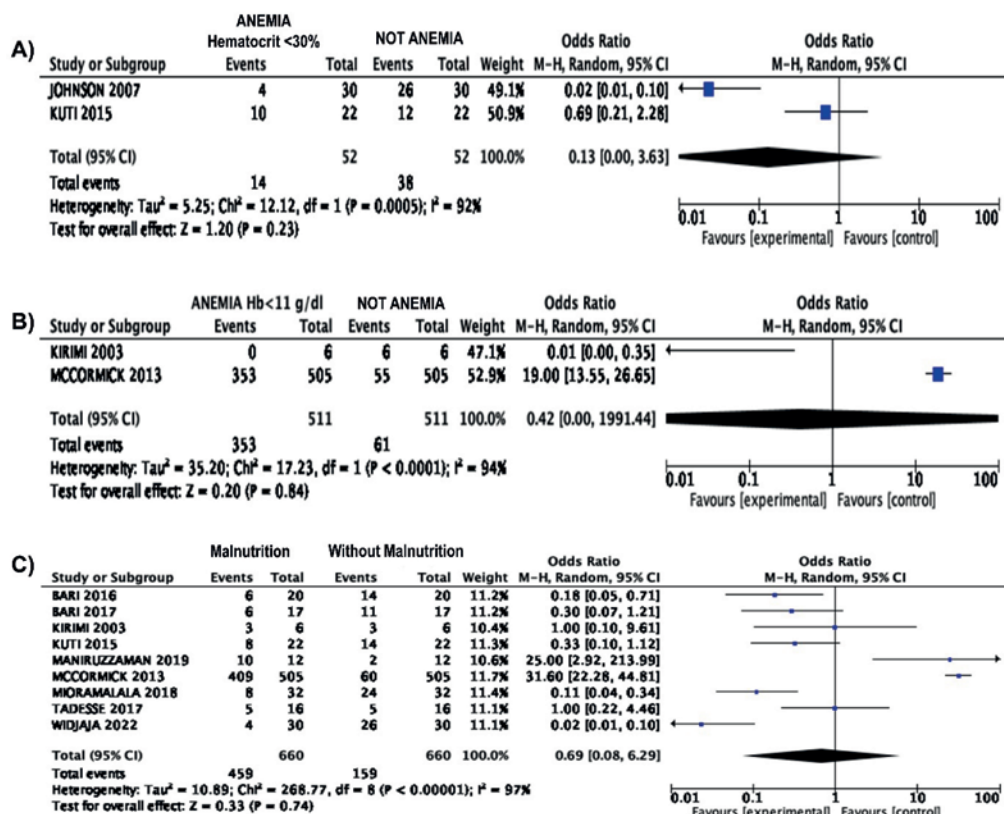 A)
ANEMIA
Hematocrit <30% NOT ANEMIA Odds Ratio Odds Ratio
Study or Subgroup Events Total Events Total Weight M-H, Random, 95% CI M-H, Random, 95% CI
JOHNSON 2007 4 30 26 30 49.1% 0.02 [0.01, 0.10]
KUTI 2015 10 22 12 22 50.9% 0.69 [0.21, 2.28]
Total (95% CI) 52 52 100.0% 0.13 [0.00, 3.63]
Total events 14 38
Heterogeneity: Tau² = 5.25; Chi² = 12.12, df = 1 (P = 0.0005); I² = 92%
Test for overall effect: Z = 1.20 (P = 0.23)
0.01 0.1 1 10 100
Favours [experimental] Favours [control]
B)
ANEMIA Hb<11 g/dl NOT ANEMIA Odds Ratio Odds Ratio
Study or Subgroup Events Total Events Total Weight M-H, Random, 95% CI M-H, Random, 95% CI
KIRIMI 2003 0 6 6 6 47.1% 0.01 [0.00, 0.35]
MCCORMICK 2013 353 505 55 505 52.9% 19.00 [13.55, 26.65]
Total (95% CI) 511 511 100.0% 0.42 [0.00, 1991.44]
Total events 353 61
Heterogeneity: Tau² = 35.20; Chi² = 17.23, df = 1 (P < 0.0001); I² = 94%
Test for overall effect: Z = 0.20 (P = 0.84)
0.01 0.1 1 10 100
Favours [experimental] Favours [control]
C)
Malnutrition Without Malnutrition Odds Ratio Odds Ratio
Study or Subgroup Events Total Events Total Weight M-H, Random, 95% CI M-H, Random, 95% CI
BARI 2016 6 20 14 20 11.2% 0.18 [0.05, 0.71]
BARI 2017 6 17 11 17 11.2% 0.30 [0.07, 1.21]
KIRIMI 2003 3 6 3 6 10.4% 1.00 [0.10, 9.61]
KUTI 2015 8 22 14 22 11.3% 0.33 [0.10, 1.12]
MANIRUZZAMAN 2019 10 12 2 12 10.6% 25.00 [2.92, 213.99]
MCCORMICK 2013 409 505 60 505 11.6% 31.60 [22.28, 44.81]
MIORAMALALA 2018 8 32 24 32 11.4% 0.11 [0.04, 0.34]
TADESSE 2017 5 16 5 16 11.1% 1.00 [0.22, 4.46]
WIDJAJA 2022 4 30 26 30 11.1% 0.02 [0.01, 0.10]
Total (95% CI) 660 660 100.0% 0.69 [0.08, 6.29]
Total events 459 159
Heterogeneity: Tau² = 10.89; Chi² = 268.77, df = 8 (P < 0.00001); I² = 97%
Test for overall effect: Z = 0.33 (P = 0.74)
0.01 0.1 1 10 100
Favours [experimental] Favours [control]